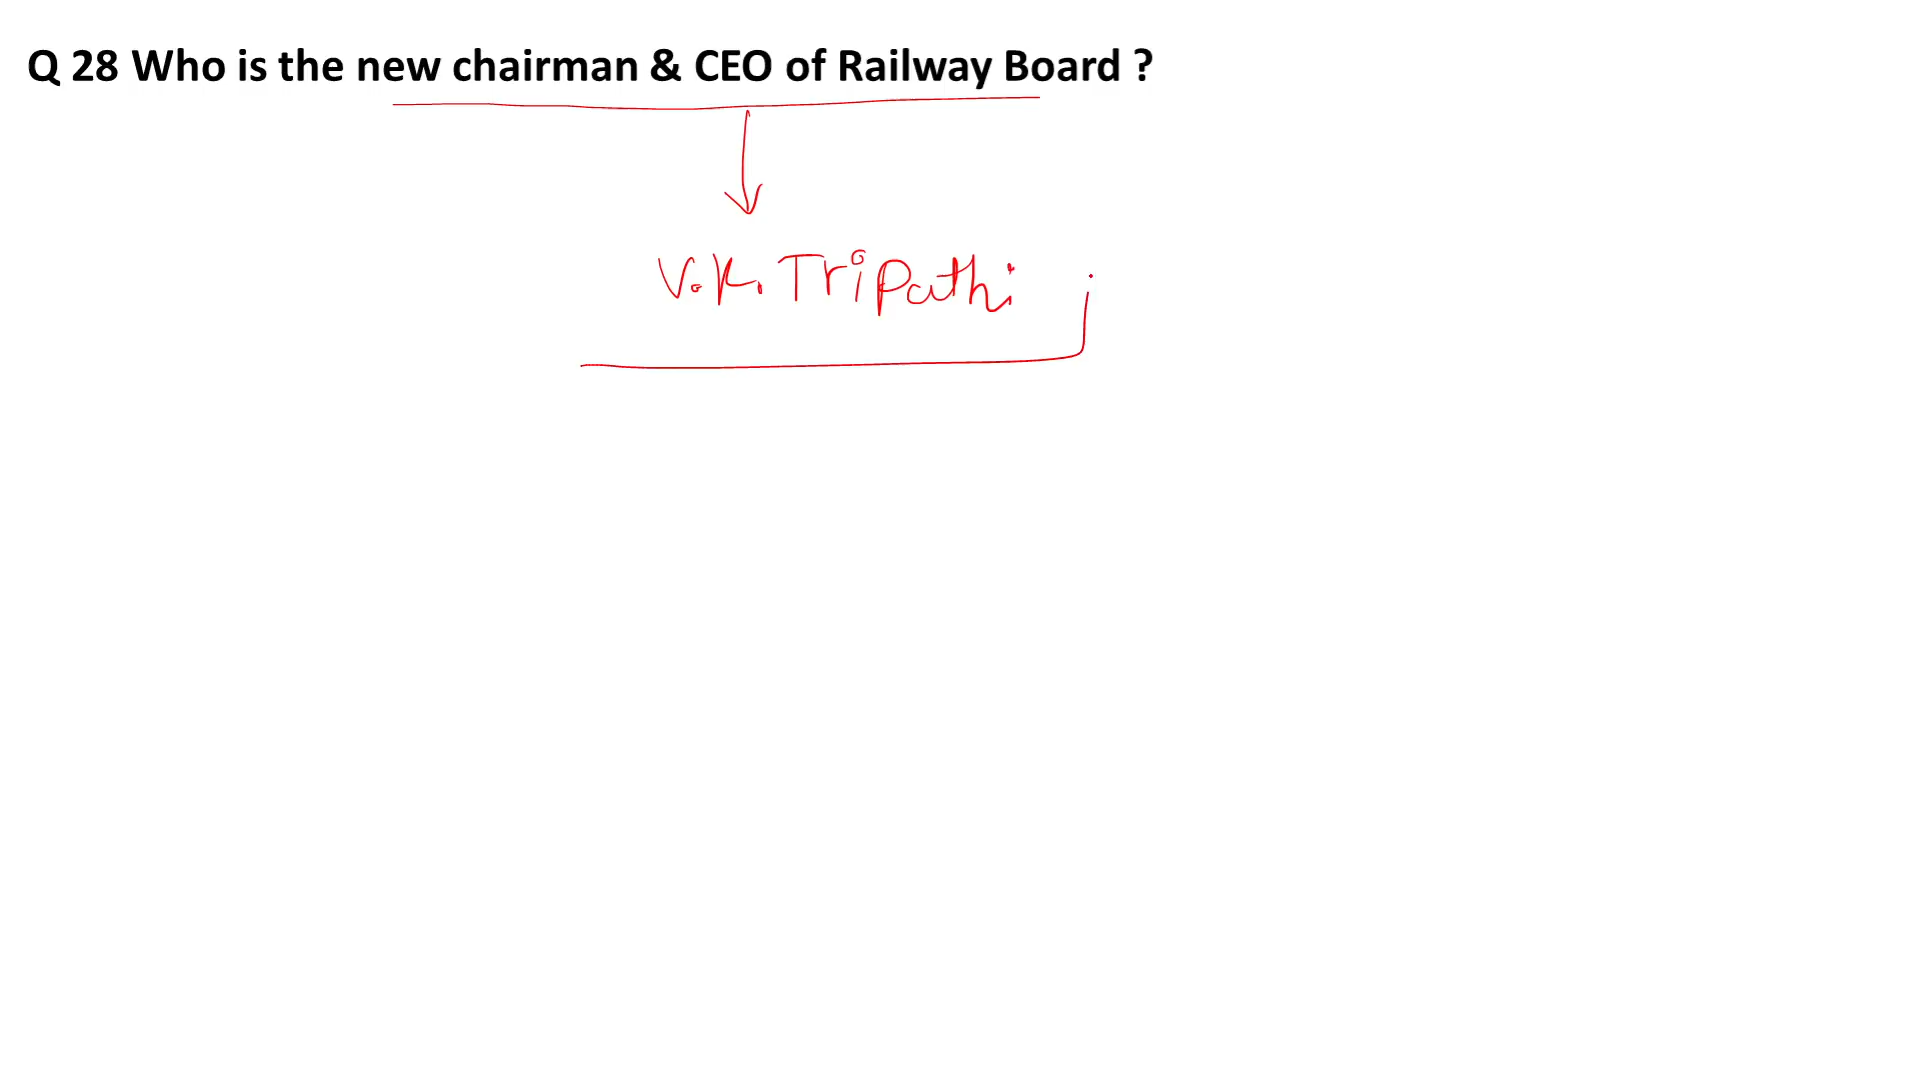 Q 28 Who is the new chairman & CEO of Railway Board ?
V.K. Tripathi